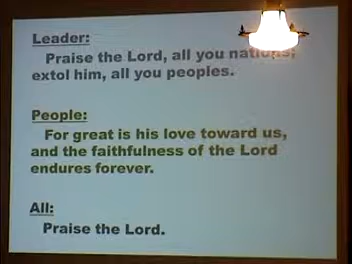 Leader:
Praise the Lord, all you nations,
extol him, all you peoples.
People:
For great is his love toward us,
and the faithfulness of the Lord
endures forever.
All:
Praise the Lord.